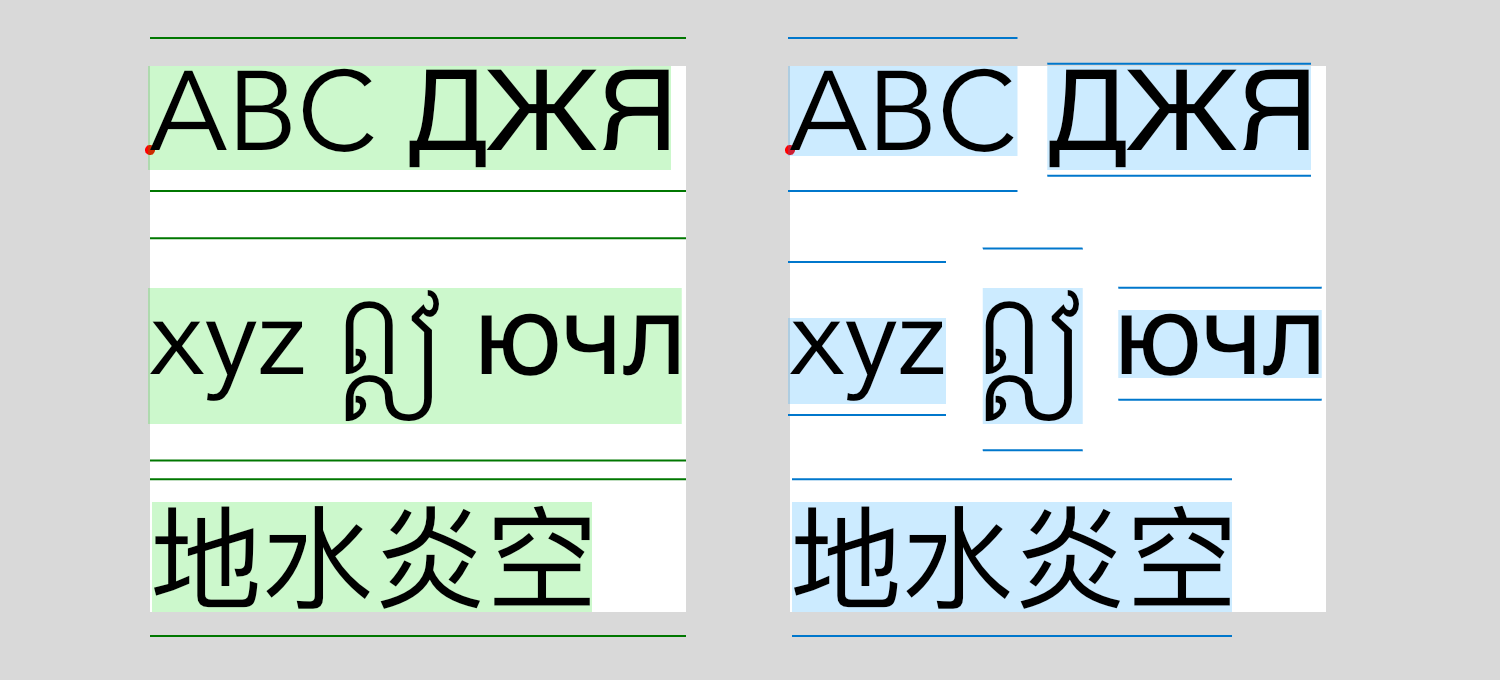 ABC ДЖЯ
xyz ючл
地水炎空
ABC ДЖЯ
xyz ючл
地水炎空